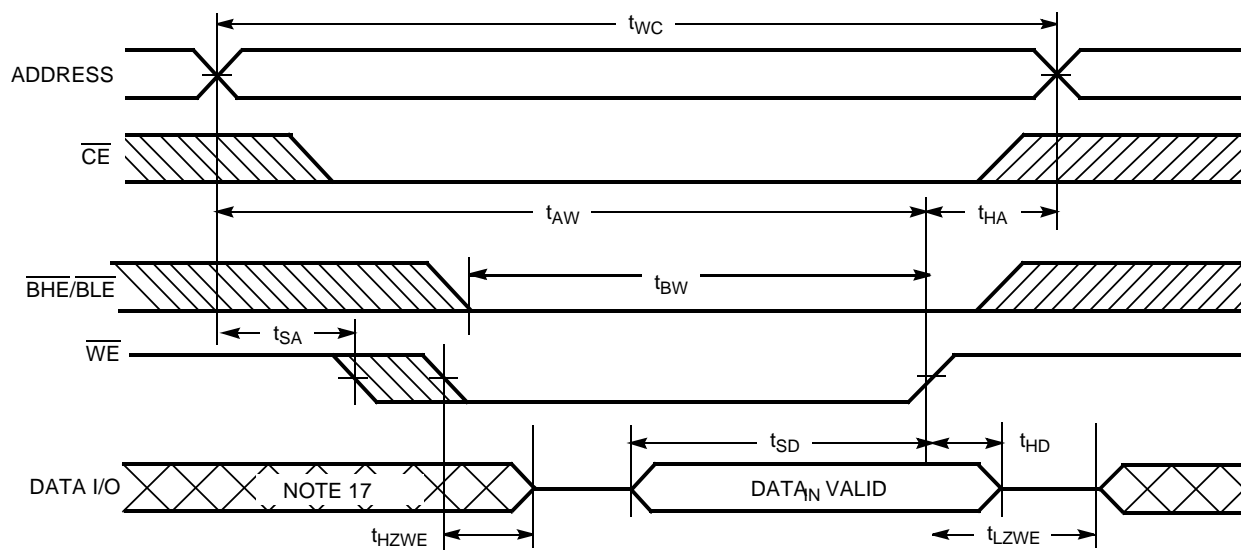 tWC
ADDRESS
CE
tAW
tHA
BHE/BLE
tBW
tSA
WE
tSD
tHD
DATA I/O
NOTE 17
DATAIN VALID
tHZWE
tLZWE